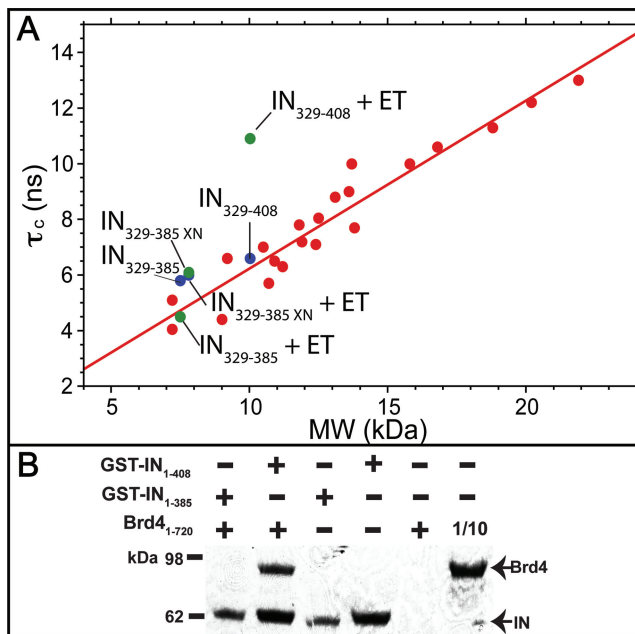 A
14
12
10
8
6
4
2
τc (ns)
IN329-408 + ET
IN329-408
IN329-385 XN
IN329-385
IN329-385 XN + ET
IN329-385 + ET
5 10 15 20
MW (kDa)
B
GST-IN1-408 - + - + - -
GST-IN1-385 + - + - - -
Brd41-720 + + - - + 1/10
kDa 98
Brd4
62
IN